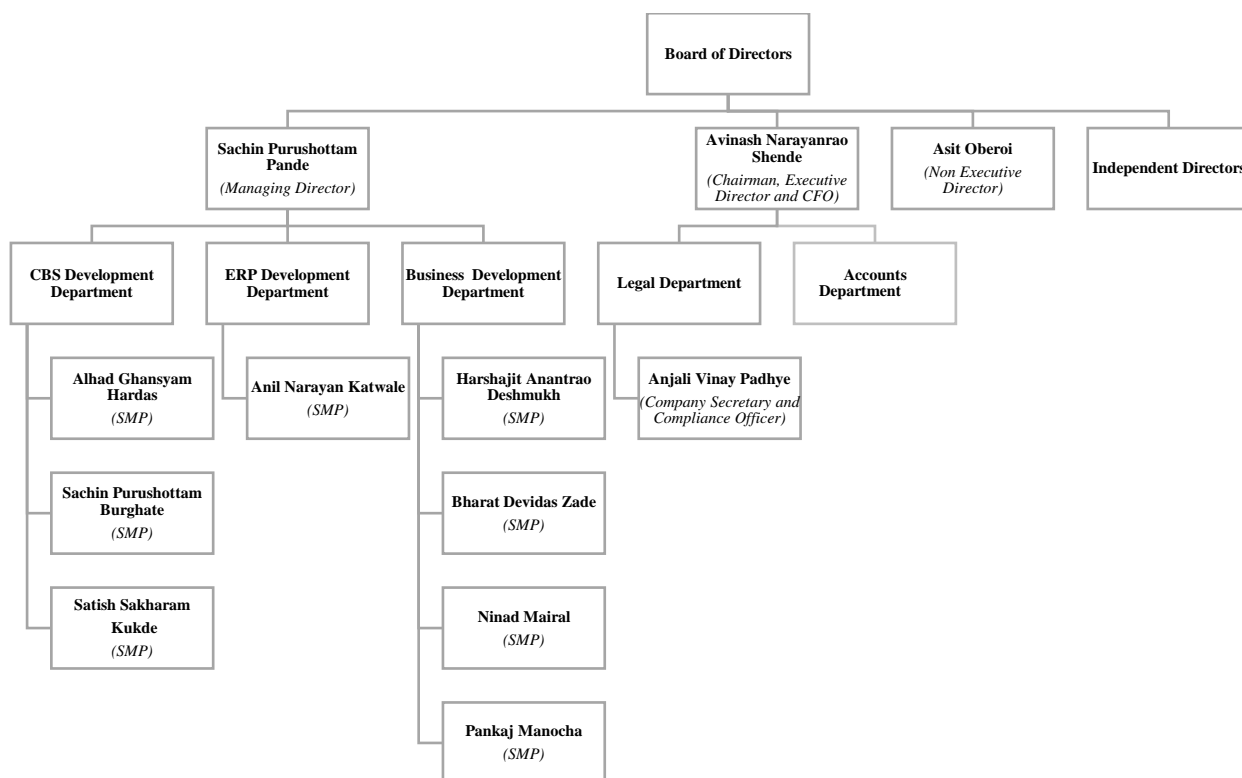 Board of Directors
Sachin Purushottam
Pande
(Managing Director)
Avinash Narayanrao
Shende
(Chairman, Executive
Director and CFO)
Asit Oberoi
(Non Executive
Director)
Independent Directors
CBS Development
Department
ERP Development
Department
Business Development
Department
Legal Department
Accounts
Department
Alhad Ghansyam
Hardas
(SMP)
Anil Narayan Katwale
(SMP)
Harshajit Anantrao
Deshmukh
(SMP)
Anjali Vinay Padhye
(Company Secretary and
Compliance Officer)
Sachin Purushottam
Burghate
(SMP)
Bharat Devidas Zade
(SMP)
Satish Sakharam
Kukde
(SMP)
Ninad Mairal
(SMP)
Pankaj Manocha
(SMP)